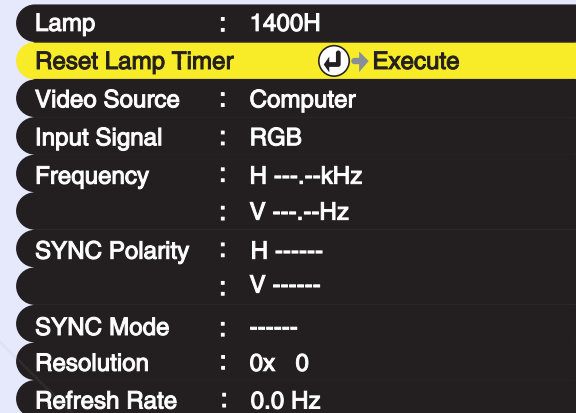 Lamp : 1400H
Reset Lamp Timer Execute
Video Source : Computer
Input Signal : RGB
Frequency : H ---.--kHz
: V ---.--Hz
SYNC Polarity : H ------
: V ------
SYNC Mode : ------
Resolution : 0x 0
Refresh Rate : 0.0 Hz